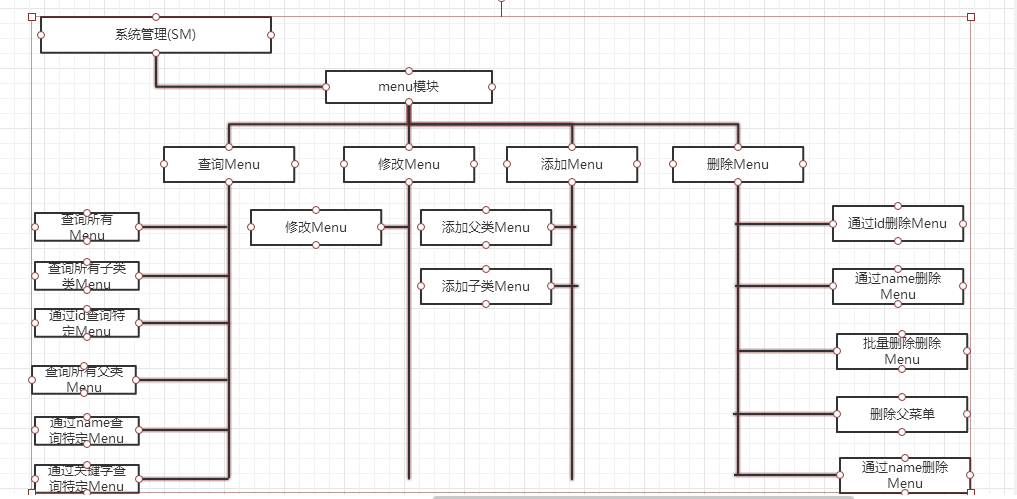 系统管理(SM)
menu模块
查询Menu
修改Menu
添加Menu
删除Menu
查询所有
Menu
查询所有子类
类Menu
通过id查询特
定Menu
查询所有父类
Menu
通过name查
询特定Menu
通过关键字查
询特定Menu
修改Menu
添加父类Menu
添加子类Menu
通过id删除Menu
通过name删除
Menu
批量删除删除
Menu
删除父菜单
通过name删除
Menu